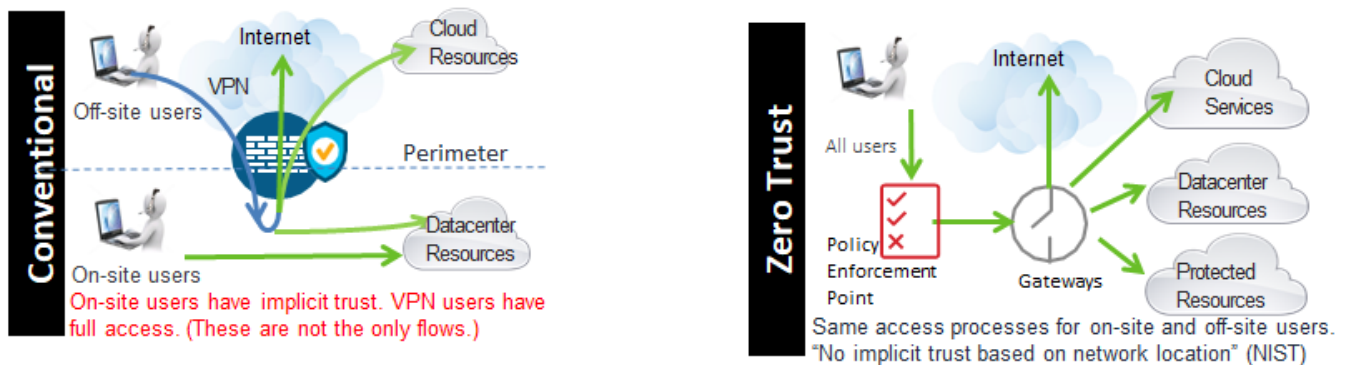 Conventional
Internet
Cloud
Resources
VPN
Off-site users
Perimeter
Datacenter
Resources
On-site users
On-site users have implicit trust. VPN users have
full access. (These are not the only flows.)
Zero Trust
Internet
Cloud
Services
All users
Datacenter
Resources
Policy
Enforcement
Point
Gateways
Protected
Resources
Same access processes for on-site and off-site users.
“No implicit trust based on network location” (NIST)